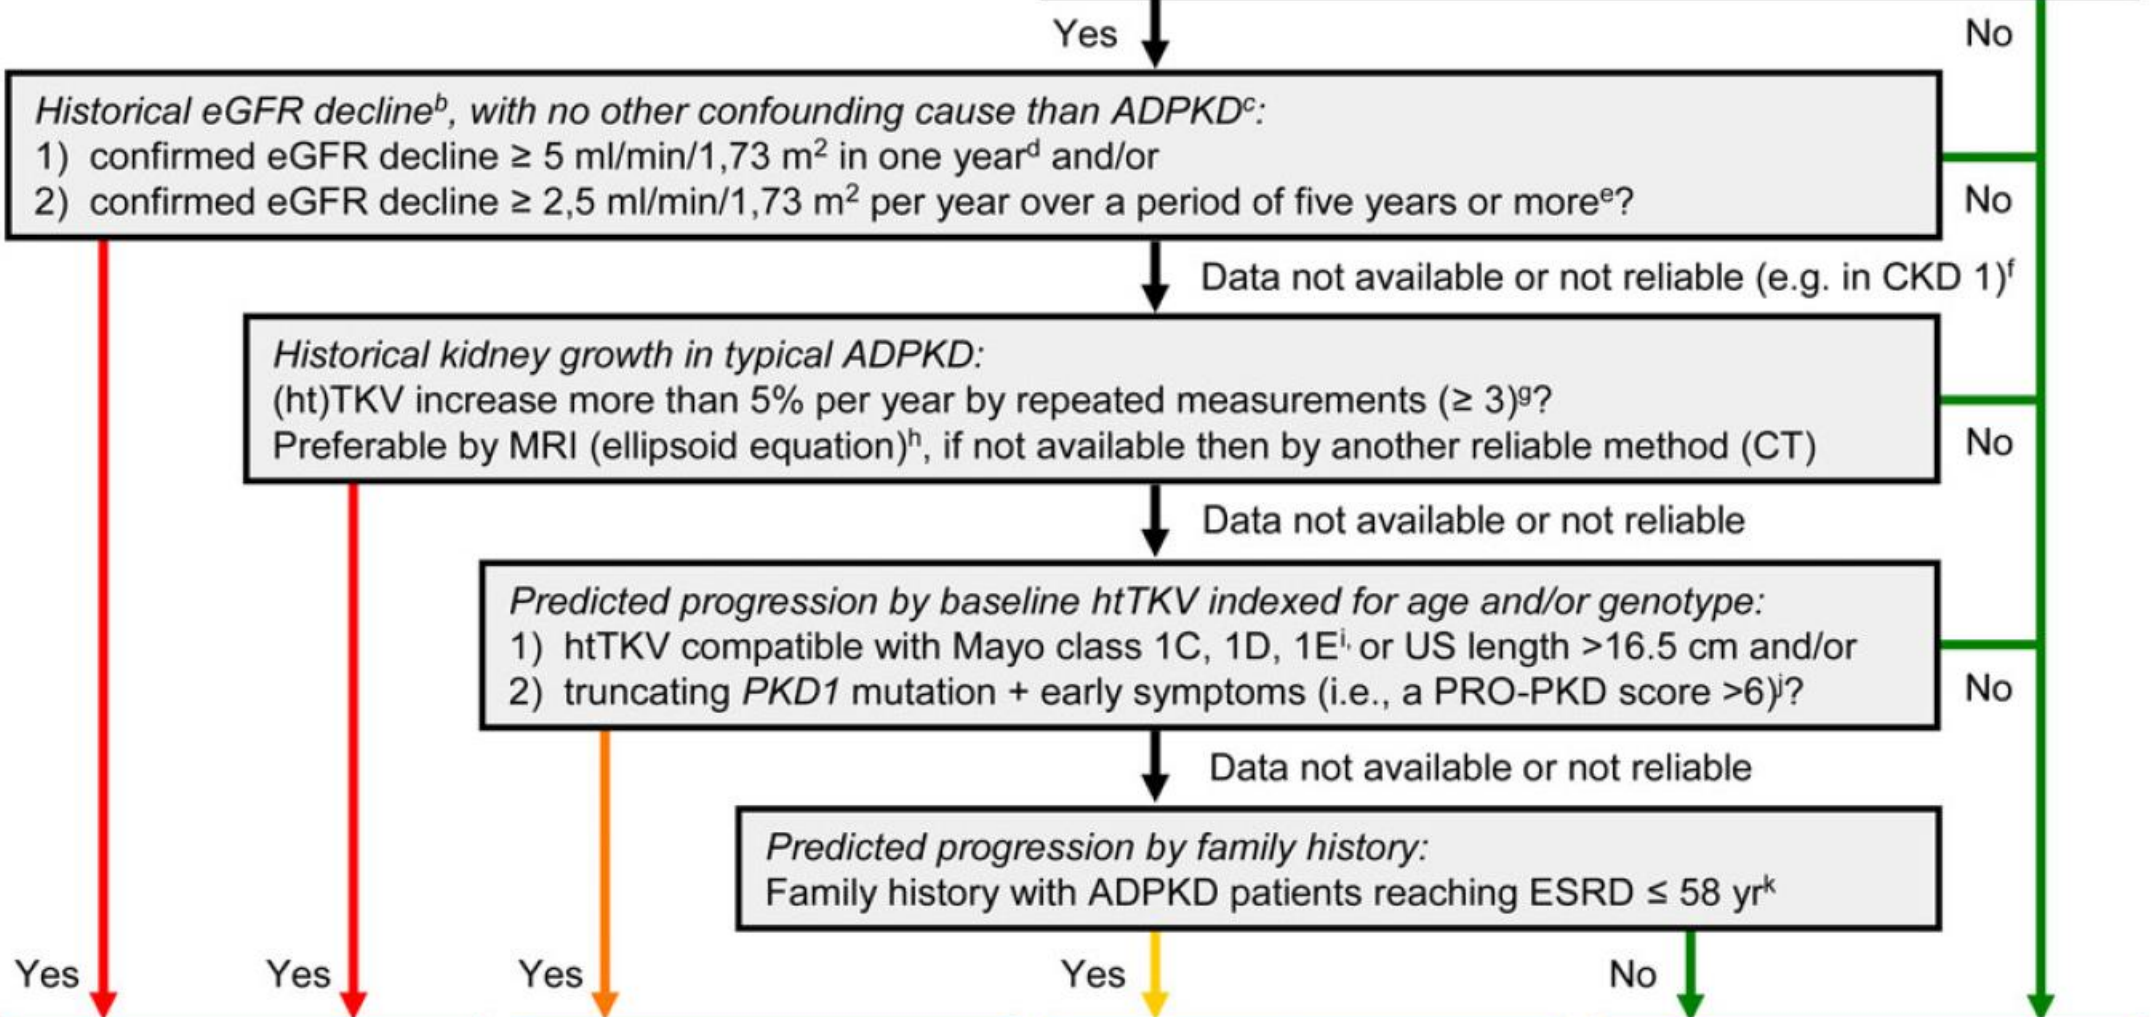 Yes
No
Historical eGFR declineᵇ, with no other confounding cause than ADPKDᶜ:
1) confirmed eGFR decline ≥ 5 ml/min/1,73 m² in one yearᵈ and/or
2) confirmed eGFR decline ≥ 2,5 ml/min/1,73 m² per year over a period of five years or moreᵉ?
No
Data not available or not reliable (e.g. in CKD 1)ᶠ
Historical kidney growth in typical ADPKD:
(ht)TKV increase more than 5% per year by repeated measurements (≥ 3)ᵍ?
Preferable by MRI (ellipsoid equation)ʰ, if not available then by another reliable method (CT)
No
Data not available or not reliable
Predicted progression by baseline htTKV indexed for age and/or genotype:
1) htTKV compatible with Mayo class 1C, 1D, 1Eⁱ, or US length >16.5 cm and/or
2) truncating PKD1 mutation + early symptoms (i.e., a PRO-PKD score >6)ʲ?
No
Data not available or not reliable
Predicted progression by family history:
Family history with ADPKD patients reaching ESRD ≤ 58 yrᵏ
Yes
Yes
Yes
Yes
No